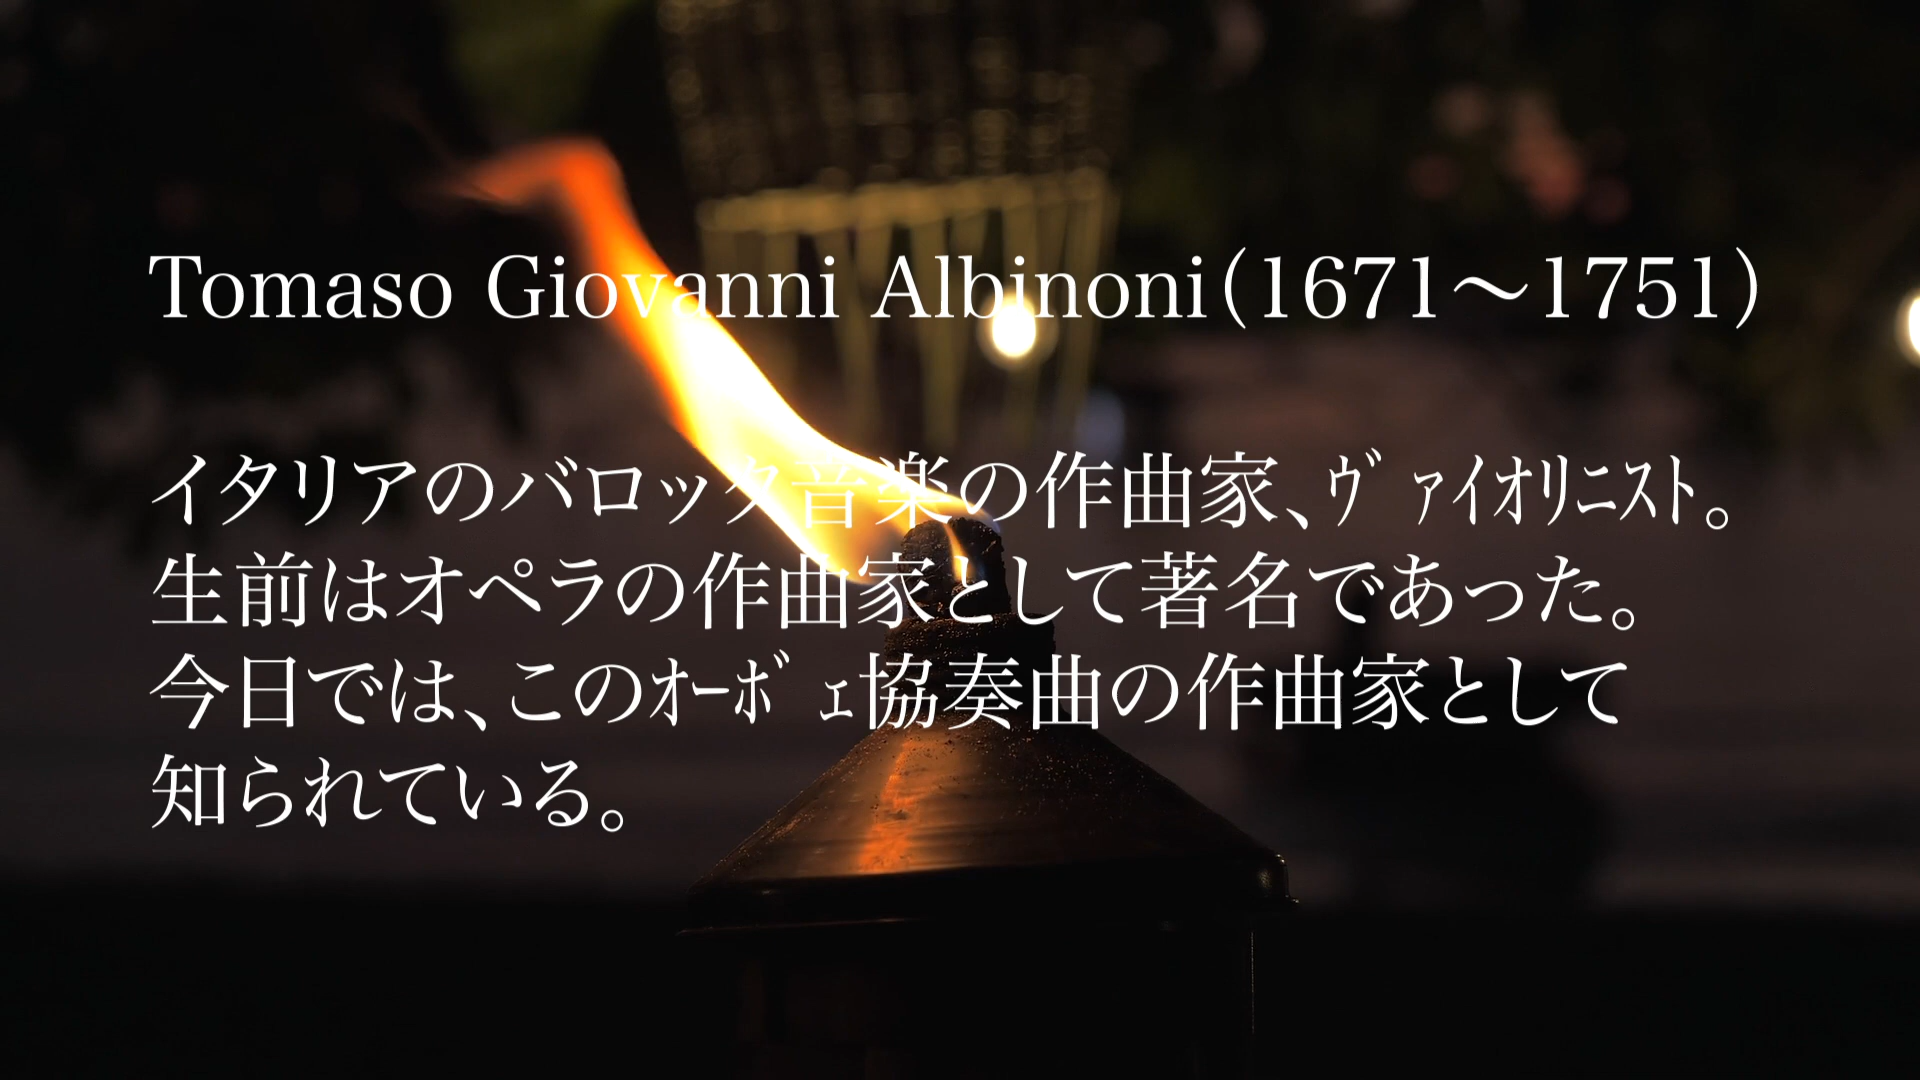 Tomaso Giovanni Albinoni(1671～1751)
イタリアのバロック音楽の作曲家、ｳﾞｧｲｵﾘﾆｽﾄ。
生前はオペラの作曲家として著名であった。
今日では、このｵｰﾎﾞｪ協奏曲の作曲家として
知られている。